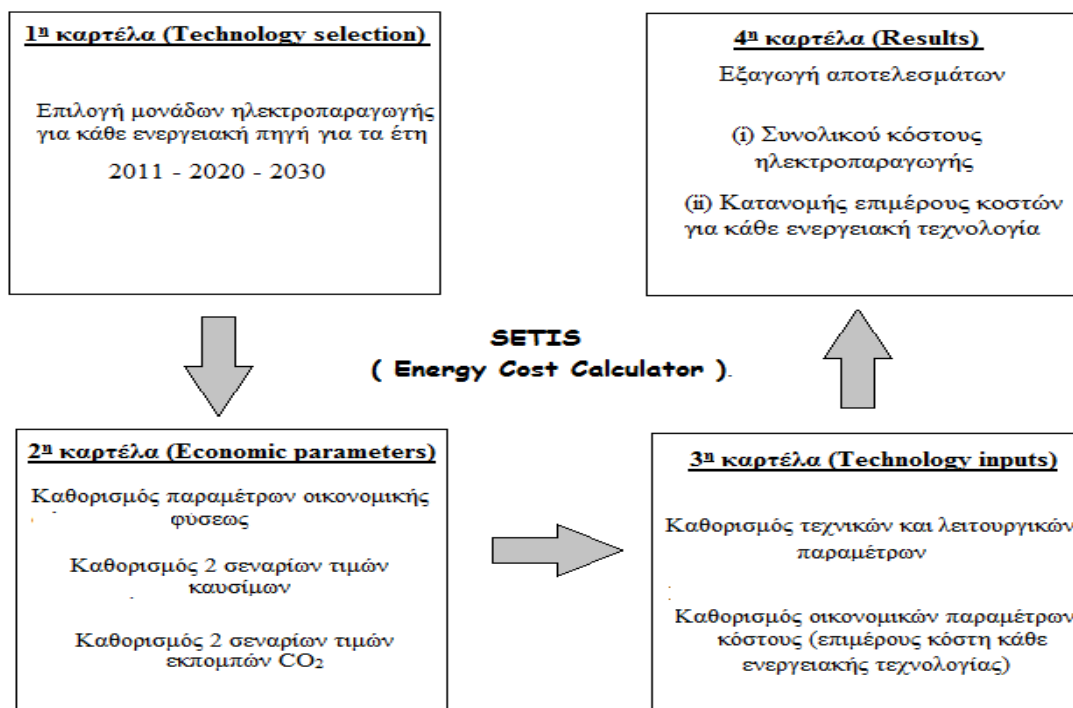 1η καρτέλα (Technology selection)
Επιλογή μονάδων ηλεκτροπαραγωγής
για κάθε ενεργειακή πηγή για τα έτη
2011 - 2020 - 2030
4η καρτέλα (Results)
Εξαγωγή αποτελεσμάτων
(i) Συνολικού κόστους
ηλεκτροπαραγωγής
(ii) Κατανομής επιμέρους κοστών
για κάθε ενεργειακή τεχνολογία
SETIS
( Energy Cost Calculator ).
2η καρτέλα (Economic parameters)
Καθορισμός παραμέτρων οικονομικής
φύσεως
Καθορισμός 2 σεναρίων τιμών
καυσίμων
Καθορισμός 2 σεναρίων τιμών
εκπομπών CO₂
3η καρτέλα (Technology inputs)
Καθορισμός τεχνικών και λειτουργικών
παραμέτρων
Καθορισμός οικονομικών παραμέτρων
κόστους (επιμέρους κόστη κάθε
ενεργειακής τεχνολογίας)